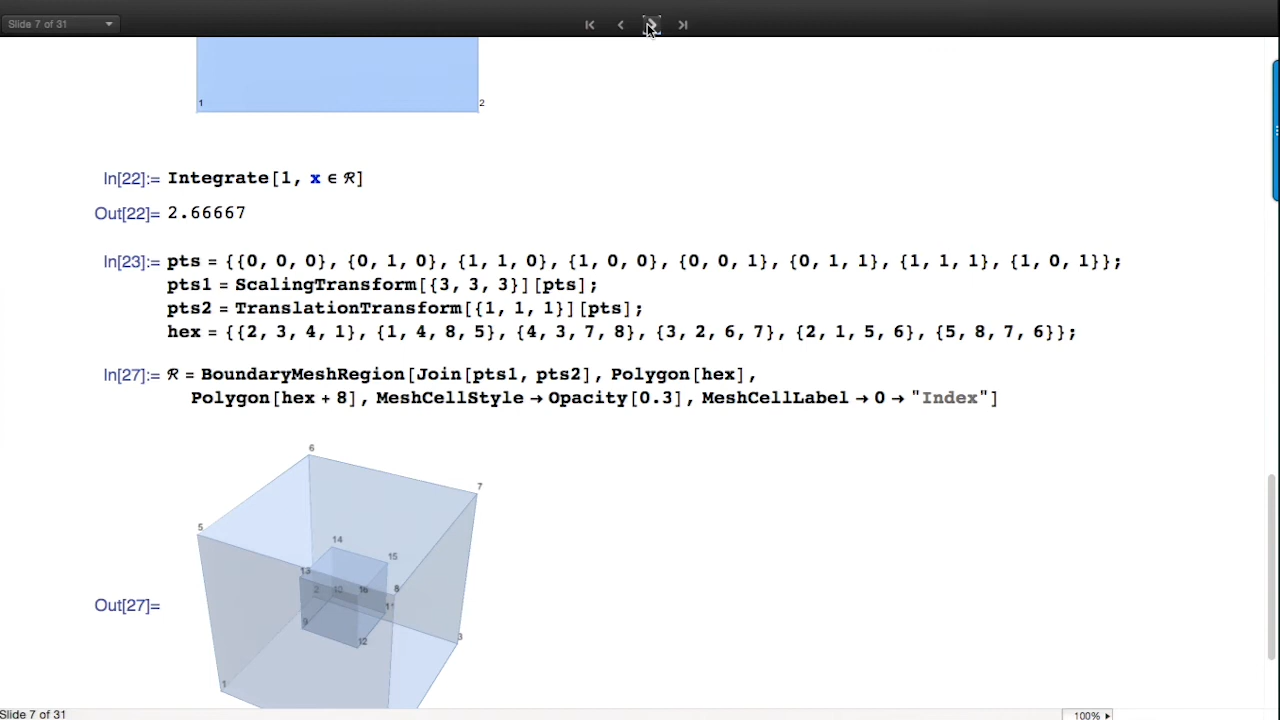 Slide 7 of 31
1
2
In[22]:= Integrate[1, x ∈ ℛ]
Out[22]= 2.66667
In[23]:= pts = {{0, 0, 0}, {0, 1, 0}, {1, 1, 0}, {1, 0, 0}, {0, 0, 1}, {0, 1, 1}, {1, 1, 1}, {1, 0, 1}};
pts1 = ScalingTransform[{3, 3, 3}][pts];
pts2 = TranslationTransform[{1, 1, 1}][pts];
hex = {{2, 3, 4, 1}, {1, 4, 8, 5}, {4, 3, 7, 8}, {3, 2, 6, 7}, {2, 1, 5, 6}, {5, 8, 7, 6}};
In[27]:= ℛ = BoundaryMeshRegion[Join[pts1, pts2], Polygon[hex],
Polygon[hex + 8], MeshCellStyle → Opacity[0.3], MeshCellLabel → 0 → "Index"]
6
7
5
14
15
13
2
10
16
8
11
9
12
3
1
Out[27]=
Slide 7 of 31
100%